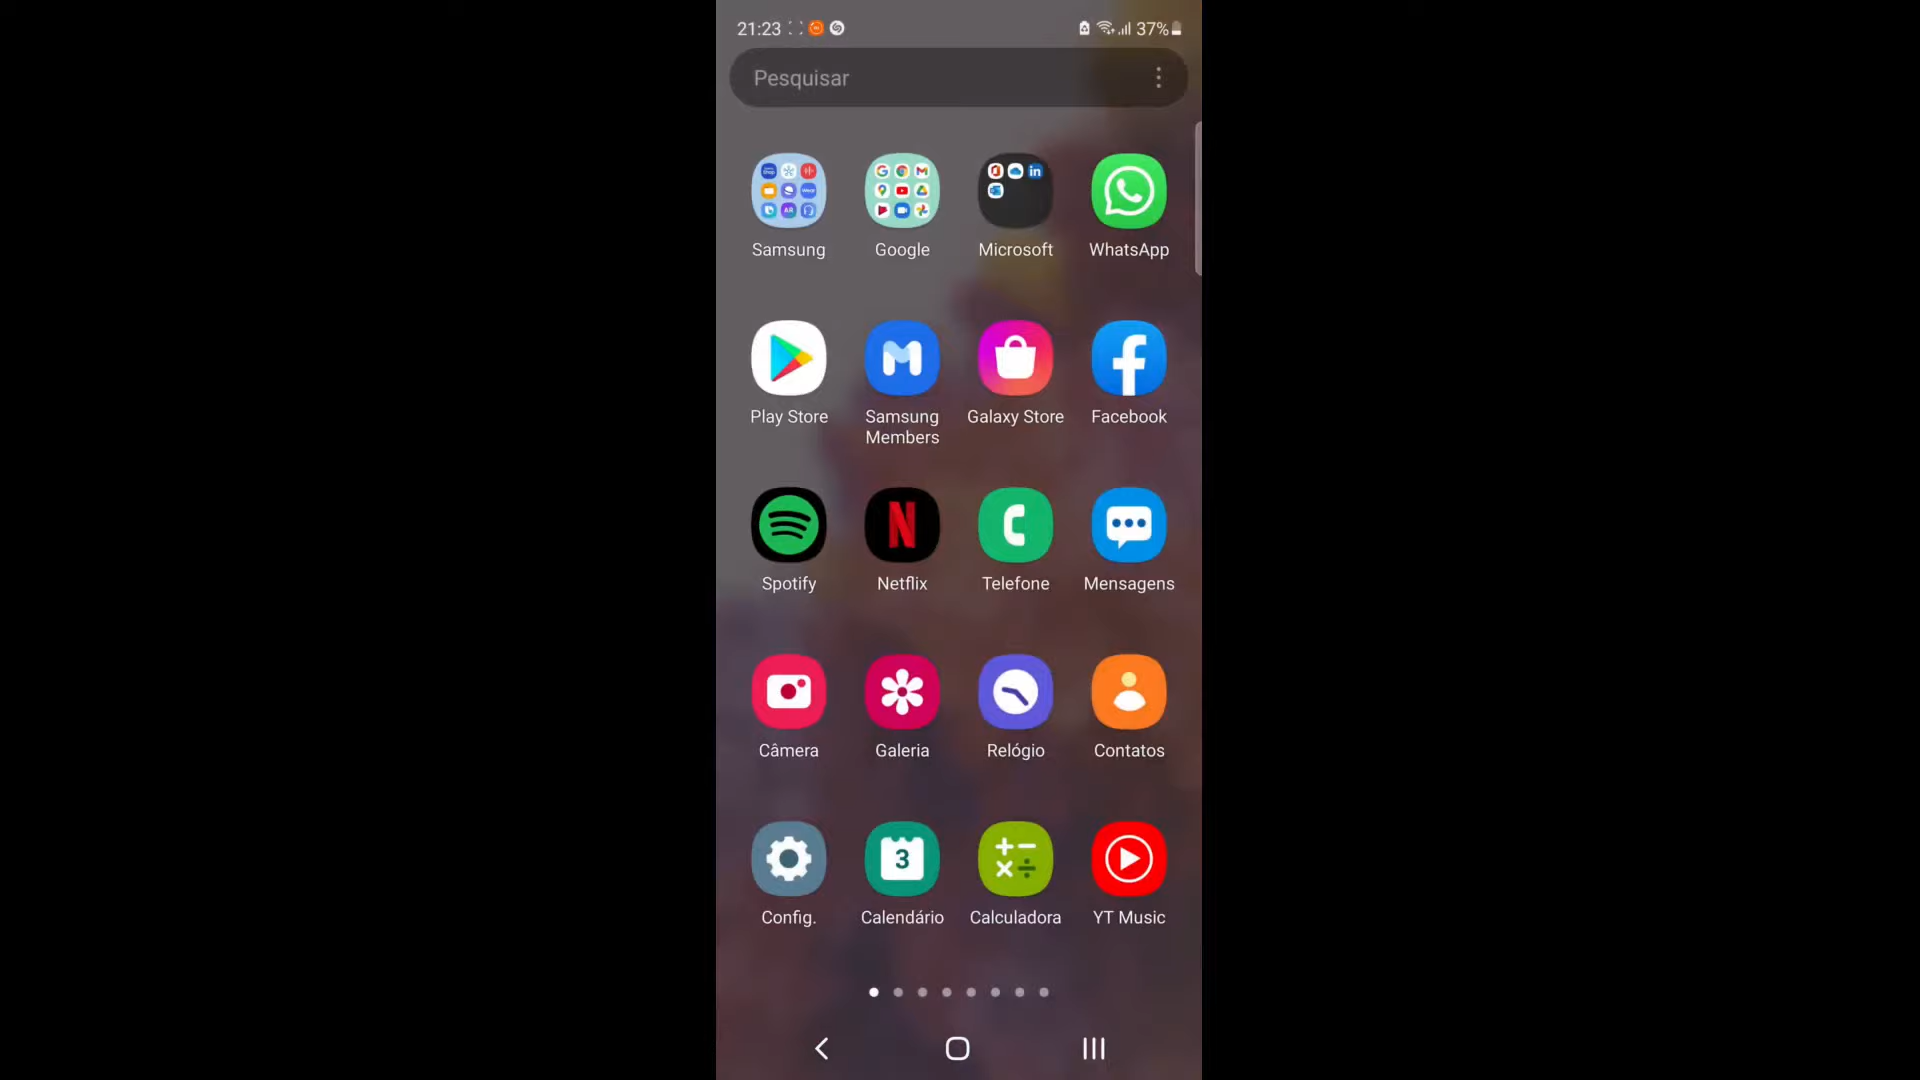 21:23 37%
Pesquisar
Samsung Google Microsoft WhatsApp
Play Store Samsung Members Galaxy Store Facebook
Spotify Netflix Telefone Mensagens
Câmera Galeria Relógio Contatos
3
Config. Calendário Calculadora YT Music